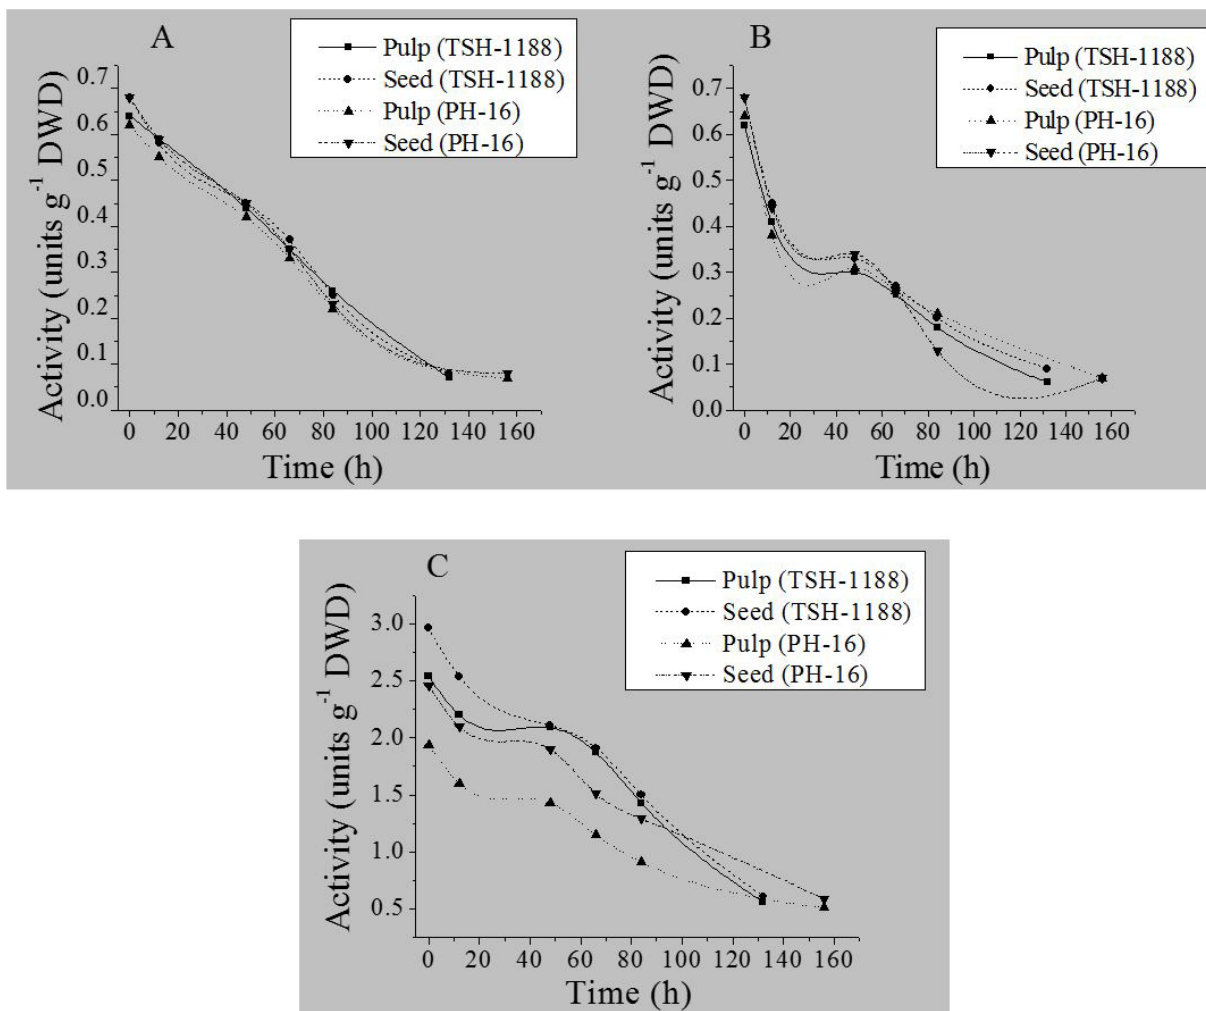 A
Pulp (TSH-1188)
Seed (TSH-1188)
Pulp (PH-16)
Seed (PH-16)
Activity (units g⁻¹ DWD)
0.7
0.6
0.5
0.4
0.3
0.2
0.1
0.0
0 20 40 60 80 100 120 140 160
Time (h)
B
Pulp (TSH-1188)
Seed (TSH-1188)
Pulp (PH-16)
Seed (PH-16)
Activity (units g⁻¹ DWD)
0.7
0.6
0.5
0.4
0.3
0.2
0.1
0.0
0 20 40 60 80 100 120 140 160
Time (h)
C
Pulp (TSH-1188)
Seed (TSH-1188)
Pulp (PH-16)
Seed (PH-16)
Activity (units g⁻¹ DWD)
3.0
2.5
2.0
1.5
1.0
0.5
0 20 40 60 80 100 120 140 160
Time (h)